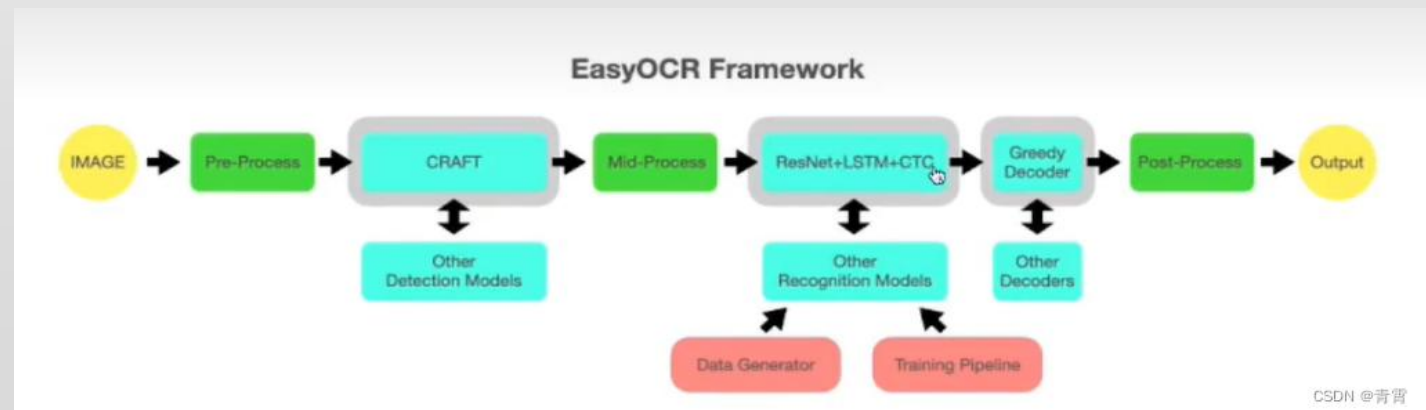 EasyOCR Framework
IMAGE
Pre-Process
CRAFT
Mid-Process
ResNet+LSTM+CTC
Greedy
Decoder
Post-Process
Output
Other
Detection Models
Other
Recognition Models
Other
Decoders
Data Generator
Training Pipeline
CSDN @青霄